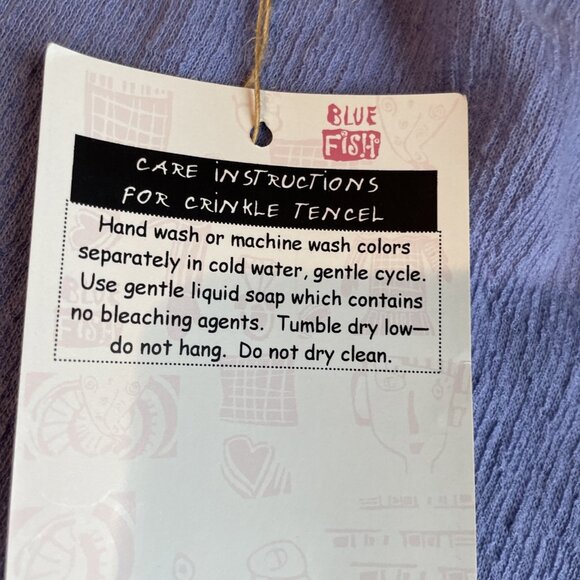 BLUE
FiSH
CARE iNSTRUCTiONS
FOR CRiNKLE TENCEL
Hand wash or machine wash colors
separately in cold water, gentle cycle.
Use gentle liquid soap which contains
no bleaching agents. Tumble dry low—
do not hang. Do not dry clean.